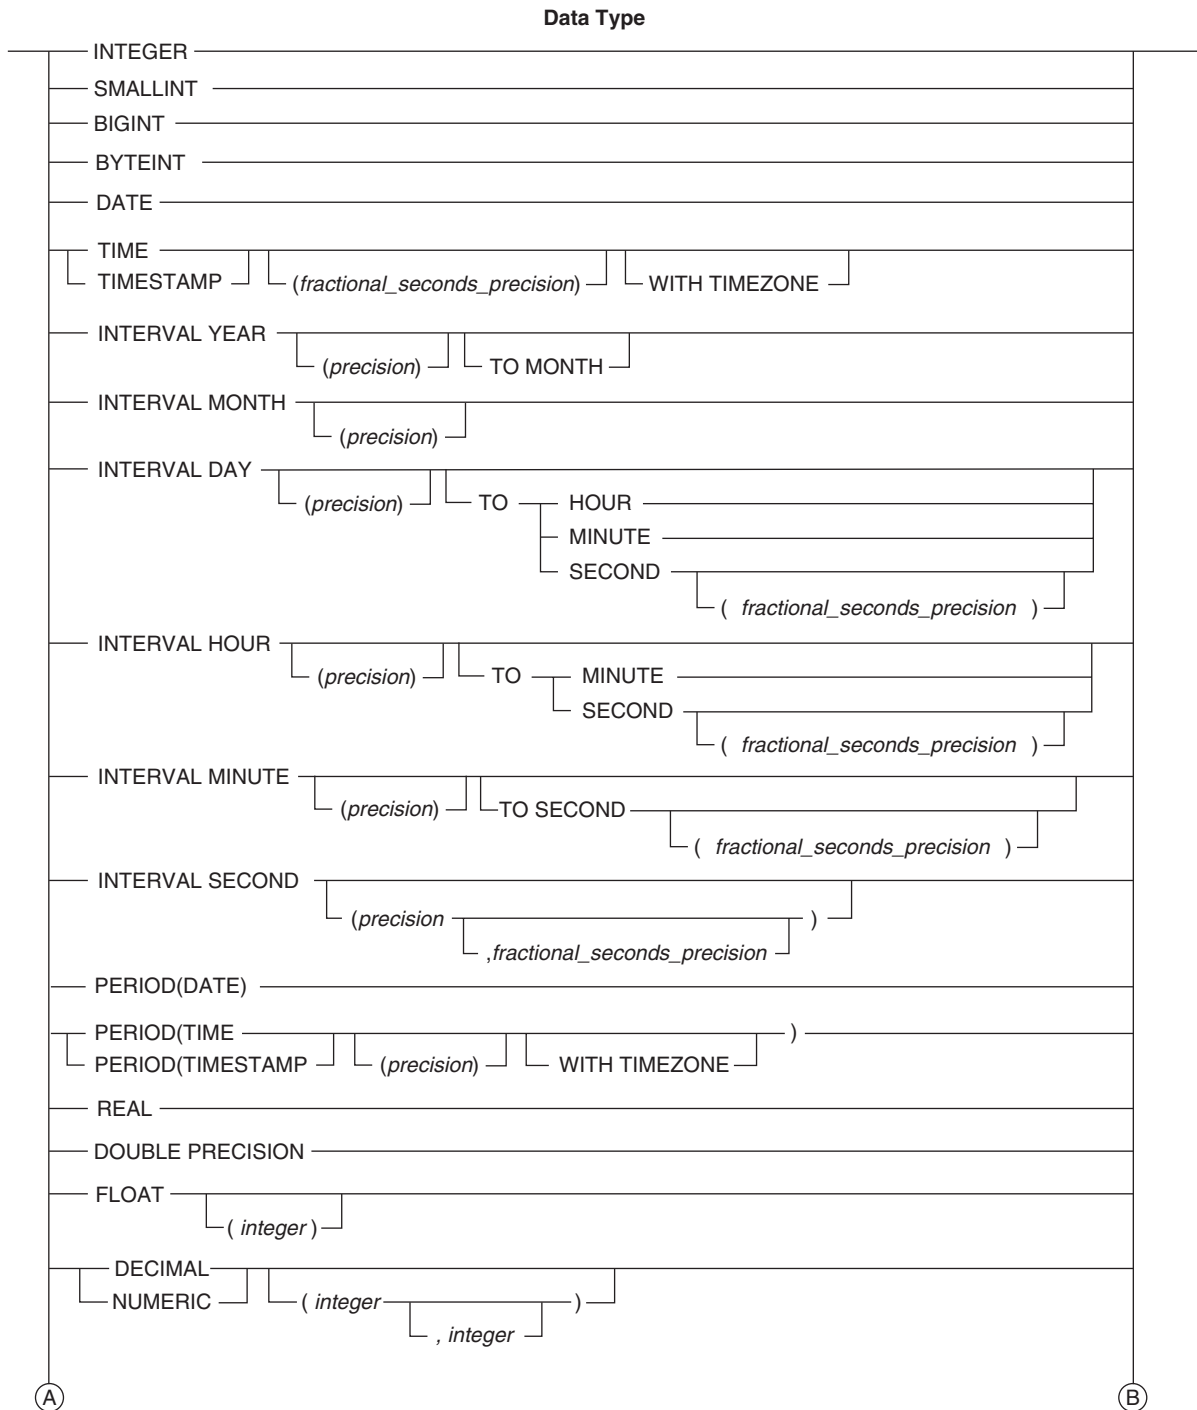 Data Type
INTEGER
SMALLINT
BIGINT
BYTEINT
DATE
TIME
TIMESTAMP (fractional_seconds_precision) WITH TIMEZONE
INTERVAL YEAR
(precision) TO MONTH
INTERVAL MONTH
(precision)
INTERVAL DAY
(precision) TO HOUR
MINUTE
SECOND
( fractional_seconds_precision )
INTERVAL HOUR
(precision) TO MINUTE
SECOND
( fractional_seconds_precision )
INTERVAL MINUTE
(precision) TO SECOND
( fractional_seconds_precision )
INTERVAL SECOND
(precision )
,fractional_seconds_precision
PERIOD(DATE)
PERIOD(TIME )
PERIOD(TIMESTAMP (precision) WITH TIMEZONE
REAL
DOUBLE PRECISION
FLOAT
( integer )
DECIMAL
NUMERIC ( integer )
, integer
A B